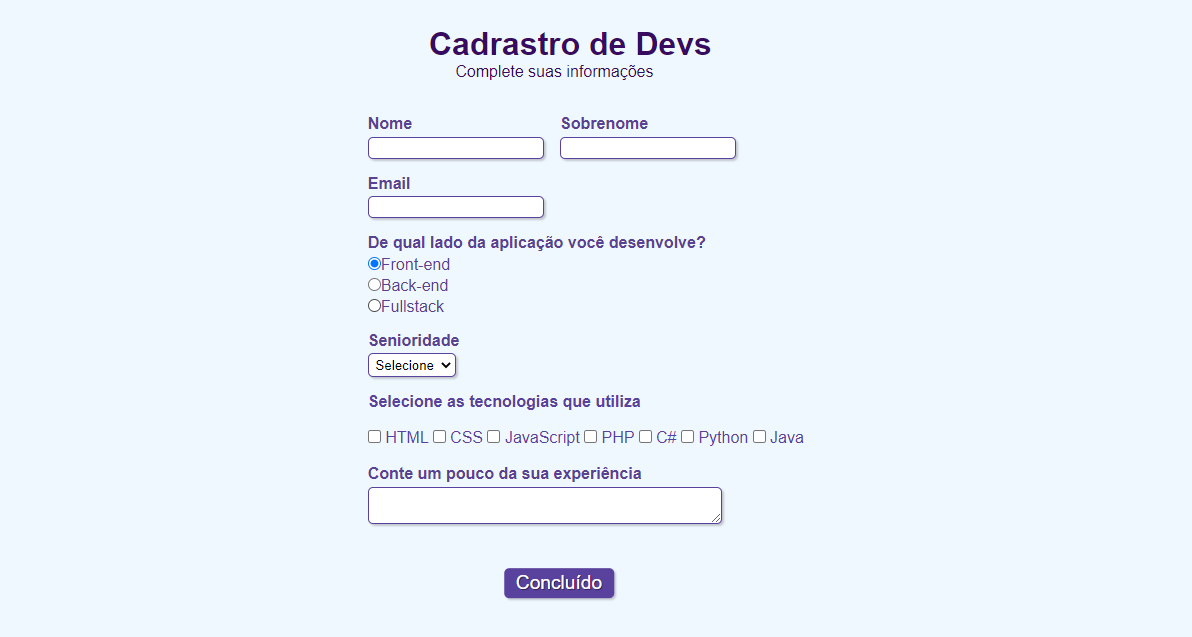 Cadrastro de Devs
Complete suas informações
Nome Sobrenome
Email
De qual lado da aplicação você desenvolve?
Front-end
Back-end
Fullstack
Senioridade
Selecione
Selecione as tecnologias que utiliza
HTML CSS JavaScript PHP C# Python Java
Conte um pouco da sua experiência
Concluído